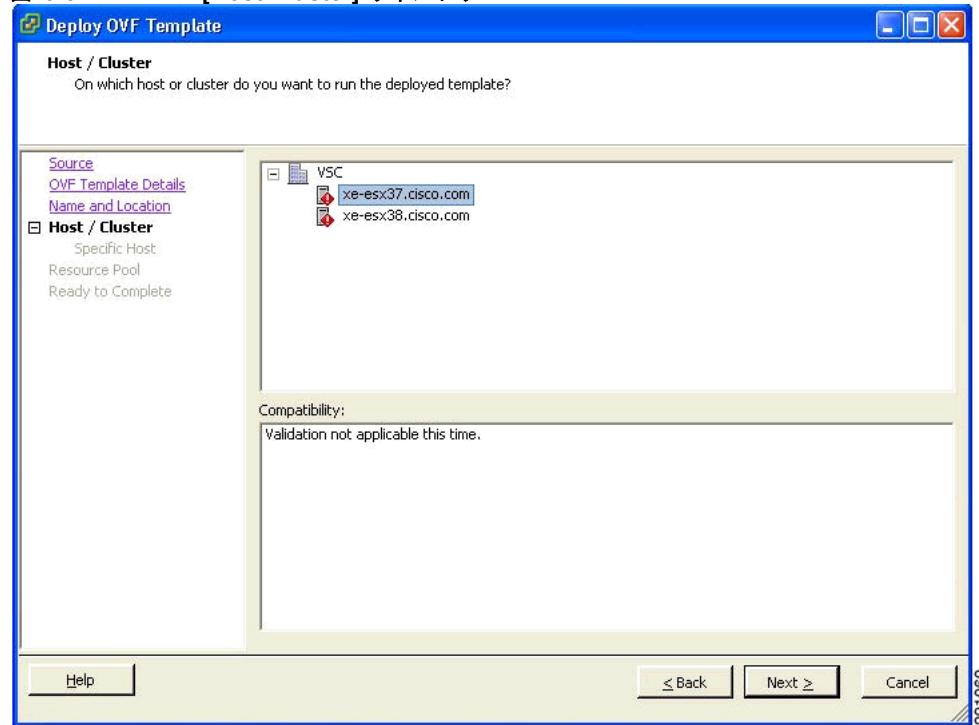 Deploy OVF Template
Host / Cluster
On which host or cluster do you want to run the deployed template?
Source
OVF Template Details
Name and Location
Host / Cluster
Specific Host
Resource Pool
Ready to Complete
VSC
xe-esx37.cisco.com
xe-esx38.cisco.com
Compatibility:
Validation not applicable this time.
Help
< Back
Next >
Cancel